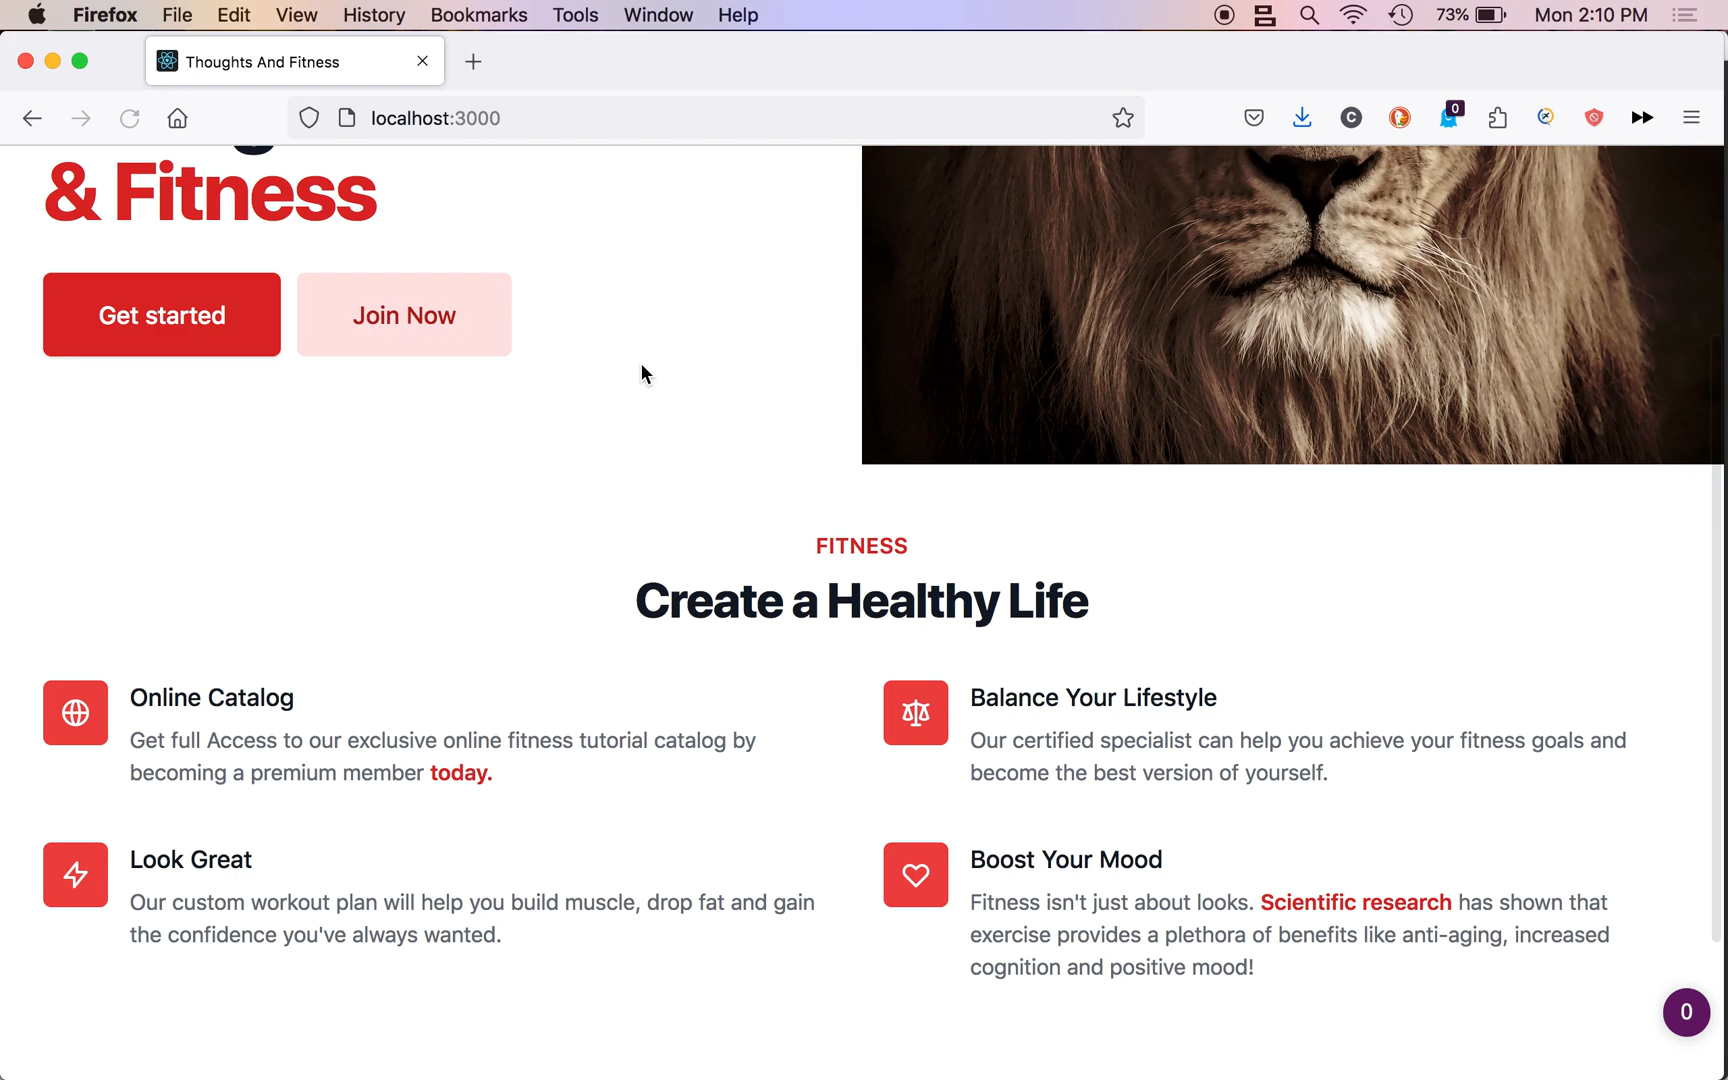 Firefox File Edit View History Bookmarks Tools Window Help 73% Mon 2:10 PM
Thoughts And Fitness
localhost:3000
C
0
& Fitness
Get started
Join Now
FITNESS
Create a Healthy Life
Online Catalog
Get full Access to our exclusive online fitness tutorial catalog by
becoming a premium member today.
Balance Your Lifestyle
Our certified specialist can help you achieve your fitness goals and
become the best version of yourself.
Look Great
Our custom workout plan will help you build muscle, drop fat and gain
the confidence you've always wanted.
Boost Your Mood
Fitness isn't just about looks. Scientific research has shown that
exercise provides a plethora of benefits like anti-aging, increased
cognition and positive mood!
0